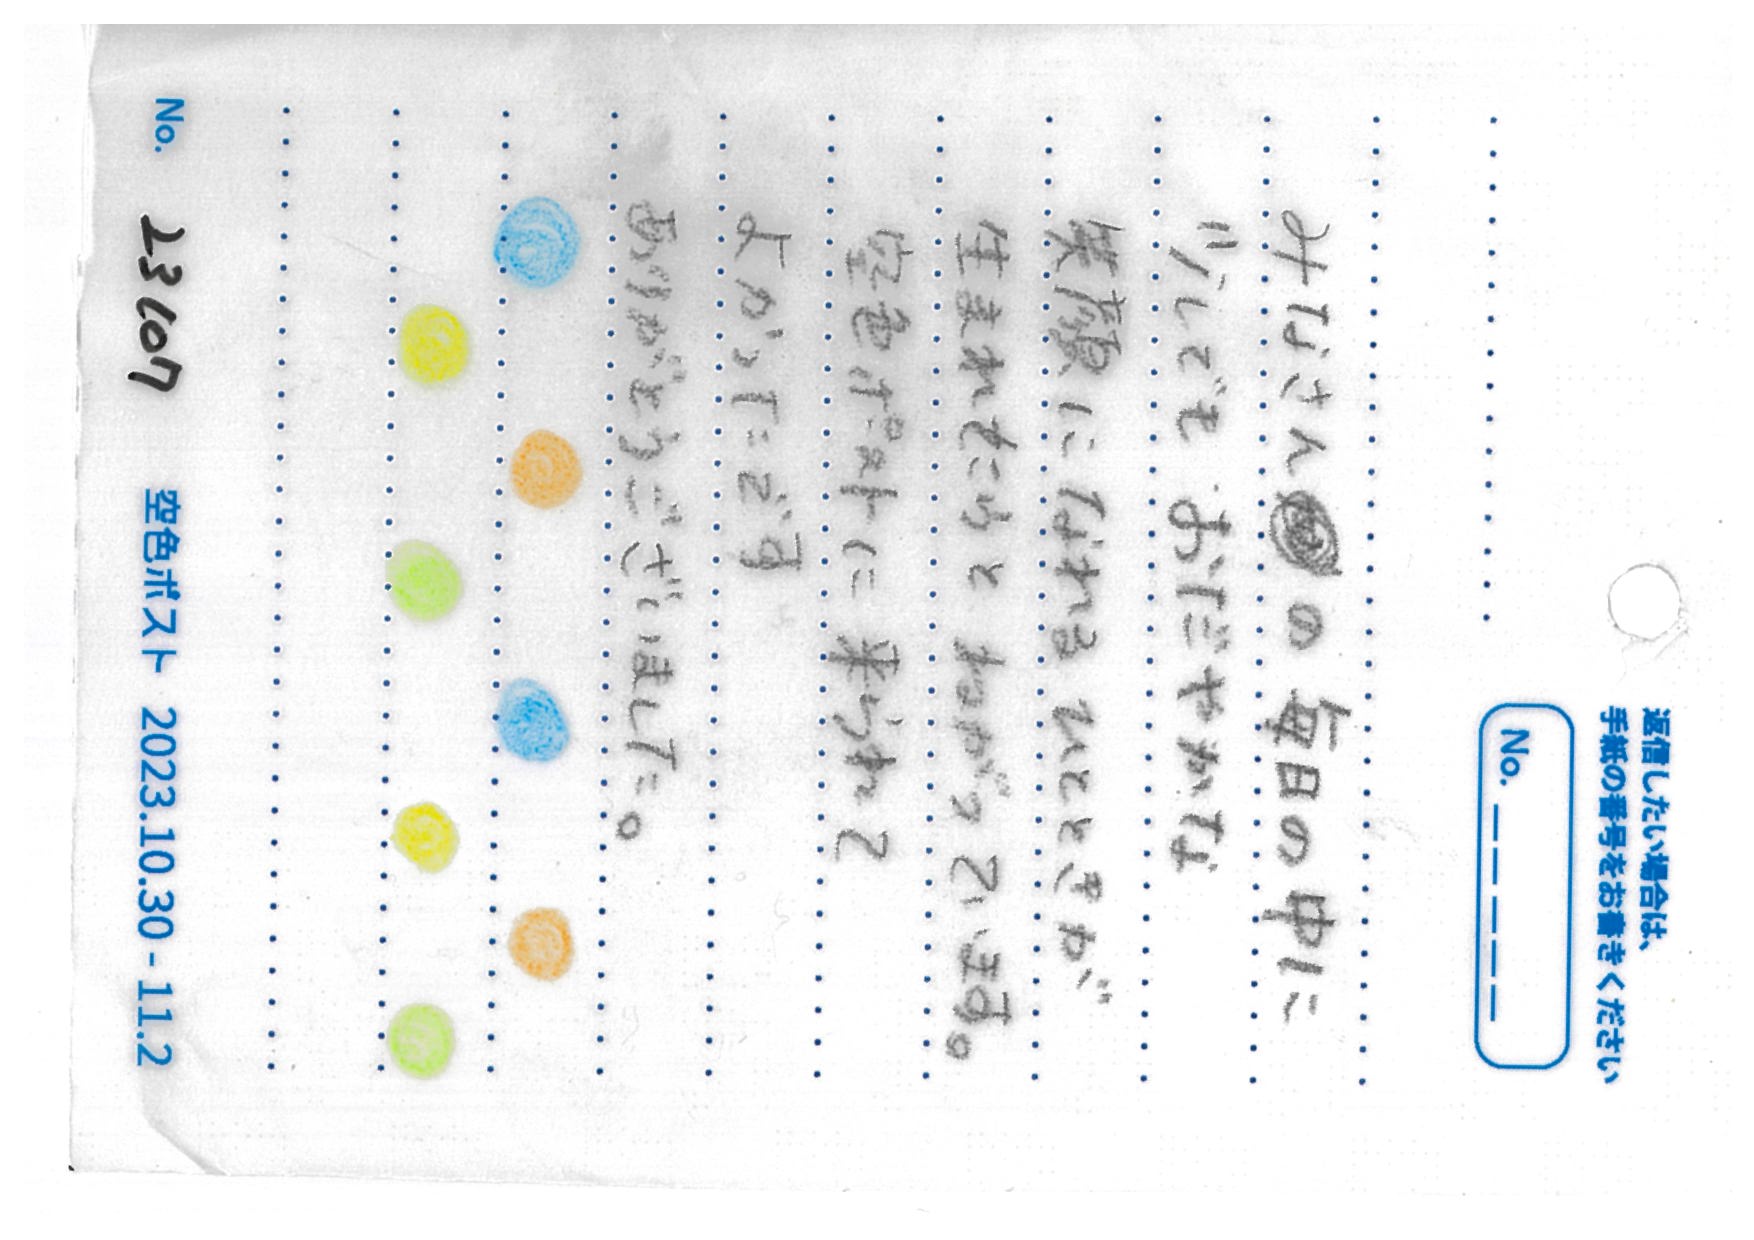 返信したい場合は、
手紙の番号をお書きください
No. _ _ _ _ _
みなさんの毎日の中に
少しでも おだやかな
笑顔に なれる ひとときが
生まれたらと ねがっています。
空色ポストに 来られて
よかったです
ありがとうございました。
No. 23107 空色ポスト 2023.10.30 - 11.2